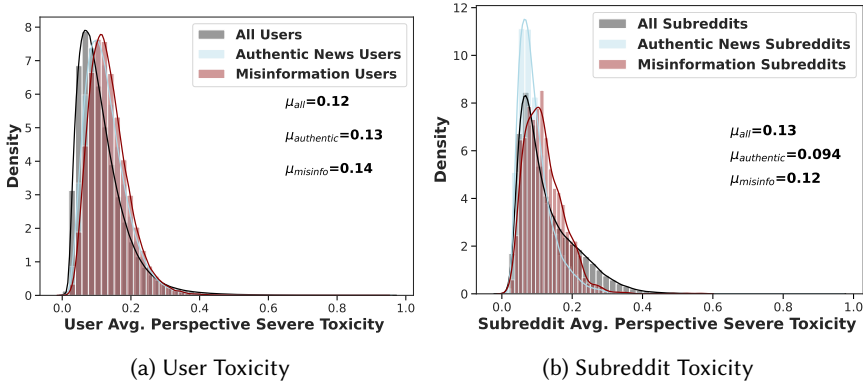 All Users
Authentic News Users
Misinformation Users
μall=0.12
μauthentic=0.13
μmisinfo=0.14
Density
8
7
6
5
4
3
2
1
0
0.0 0.2 0.4 0.6 0.8 1.0
User Avg. Perspective Severe Toxicity
(a) User Toxicity
All Subreddits
Authentic News Subreddits
Misinformation Subreddits
μall=0.13
μauthentic=0.094
μmisinfo=0.12
Density
12
10
8
6
4
2
0
0.0 0.2 0.4 0.6 0.8 1.0
Subreddit Avg. Perspective Severe Toxicity
(b) Subreddit Toxicity